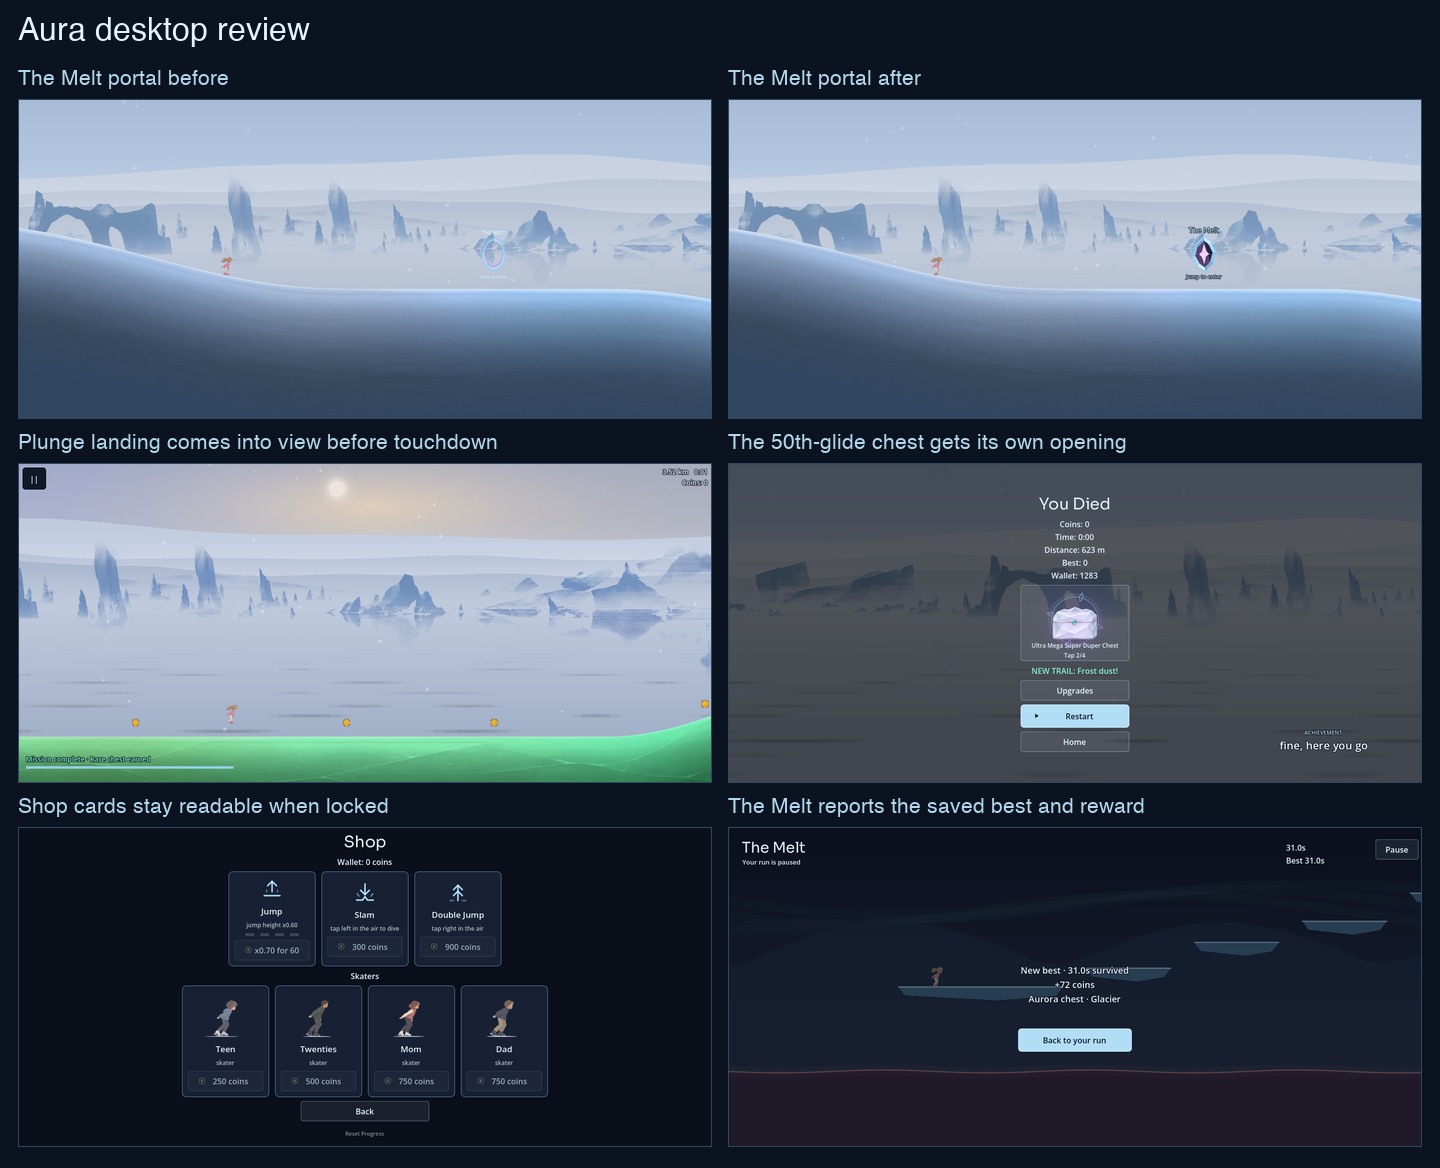 Aura desktop review
The Melt portal before
The Melt portal after
The Melt
Jump to enter
Plunge landing comes into view before touchdown
The 50th-glide chest gets its own opening
3.52 km 0:01
Coins: 0
Mission complete · Rare chest earned
You Died
Coins: 0
Time: 0:00
Distance: 623 m
Best: 0
Wallet: 1283
Ultra Mega Super Duper Chest
Tap 2/4
NEW TRAIL: Frost dust!
Upgrades
Restart
Home
ACHIEVEMENT
fine, here you go
Shop cards stay readable when locked
The Melt reports the saved best and reward
Shop
Wallet: 0 coins
Jump
jump height x0.60
x0.70 for 60
Slam
tap left in the air to dive
300 coins
Double Jump
tap right in the air
900 coins
Skaters
Teen
skater
250 coins
Twenties
skater
500 coins
Mom
skater
750 coins
Dad
skater
750 coins
Back
Reset Progress
The Melt
Your run is paused
31.0s
Best 31.0s
Pause
New best · 31.0s survived
+72 coins
Aurora chest · Glacier
Back to your run